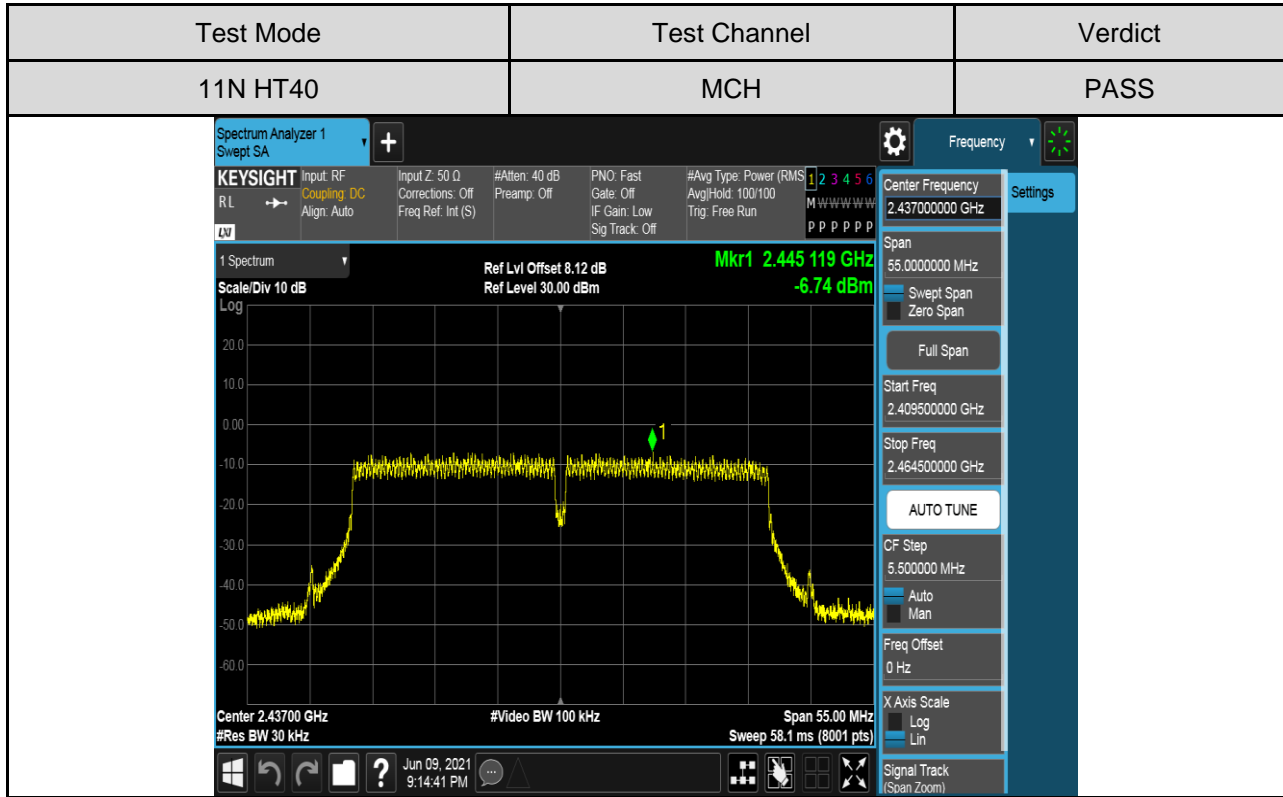 Test Mode Test Channel Verdict
11N HT40 MCH PASS
Spectrum Analyzer 1
Swept SA
Frequency
KEYSIGHT
RL
LXI
Input: RF
Coupling: DC
Align: Auto
Input Z: 50 Ω
Corrections: Off
Freq Ref: Int (S)
#Atten: 40 dB
Preamp: Off
PNO: Fast
Gate: Off
IF Gain: Low
Sig Track: Off
#Avg Type: Power (RMS
Avg|Hold: 100/100
Trig: Free Run
1 2 3 4 5 6
M W W W W W
P P P P P P
Settings
Center Frequency
2.437000000 GHz
Span
55.0000000 MHz
Swept Span
Zero Span
Full Span
Start Freq
2.409500000 GHz
Stop Freq
2.464500000 GHz
AUTO TUNE
CF Step
5.500000 MHz
Auto
Man
Freq Offset
0 Hz
X Axis Scale
Log
Lin
Signal Track
(Span Zoom)
1 Spectrum
Scale/Div 10 dB
Log
Ref Lvl Offset 8.12 dB
Ref Level 30.00 dBm
Mkr1 2.445 119 GHz
-6.74 dBm
20.0
10.0
0.00
-10.0
-20.0
-30.0
-40.0
-50.0
-60.0
1
Center 2.43700 GHz
#Res BW 30 kHz
#Video BW 100 kHz
Span 55.00 MHz
Sweep 58.1 ms (8001 pts)
?
Jun 09, 2021
9:14:41 PM